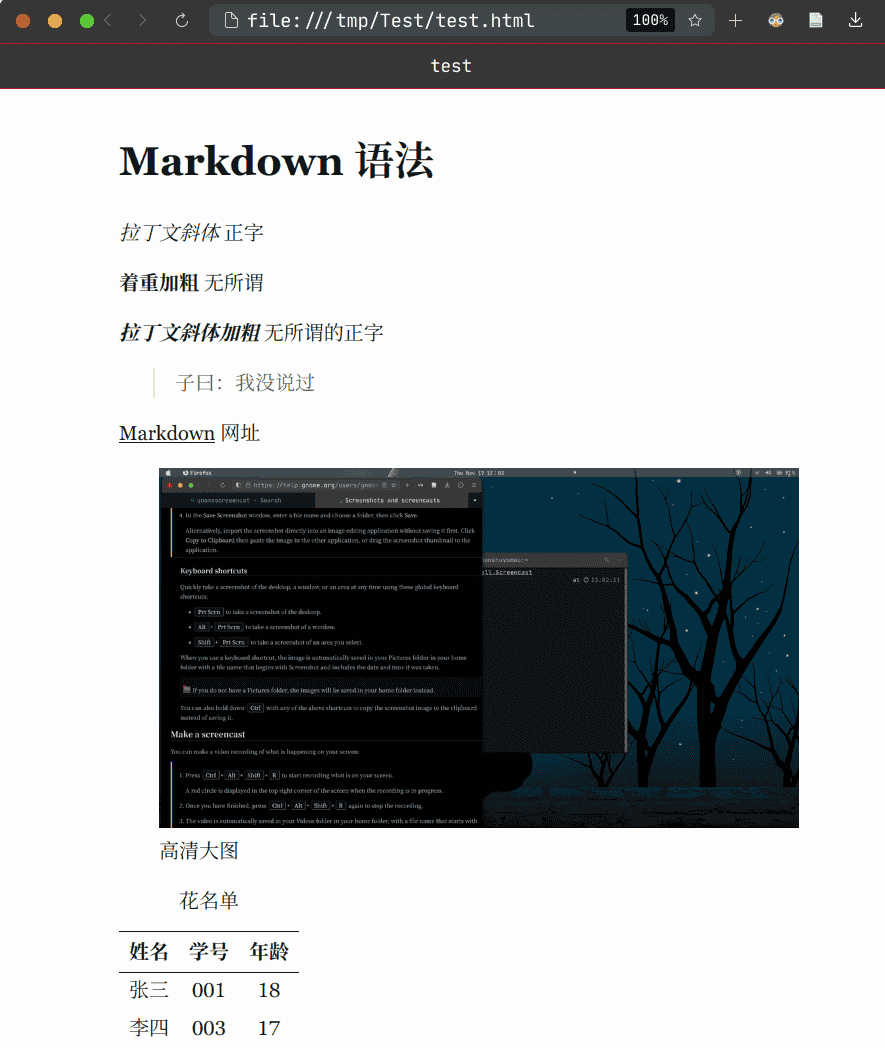 file:///tmp/Test/test.html
100%
test
Markdown 语法
拉丁文斜体 正字
着重加粗 无所谓
拉丁文斜体加粗 无所谓的正字
子曰：我没说过
Markdown 网址
Firefox
Thu Nov 17 12:03
https://help.gnome.org/users/gnome
gnomescreencat - Search
Screenshots and screencasts
4. In the Save Screenshot window, enter a file name and choose a folder, then click Save.
Alternatively, import the screenshot directly into an image-editing application without saving it first. Click
Copy to Clipboard then paste the image in the other application, or drag the screenshot thumbnail to the
application.
Keyboard shortcuts
Quickly take a screenshot of the desktop, a window, or an area at any time using these global keyboard
shortcuts:
Prt Scrn to take a screenshot of the desktop.
Alt + Prt Scrn to take a screenshot of a window.
Shift + Prt Scrn to take a screenshot of an area you select.
When you use a keyboard shortcut, the image is automatically saved in your Pictures folder in your home
folder with a file name that begins with Screenshot and includes the date and time it was taken.
If you do not have a Pictures folder, the images will be saved in your home folder instead.
You can also hold down Ctrl with any of the above shortcuts to copy the screenshot image to the clipboard
instead of saving it.
Make a screencast
You can make a video recording of what is happening on your screen:
1. Press Ctrl + Alt + Shift + R to start recording what is on your screen.
A red circle is displayed in the top right corner of the screen when the recording is in progress.
2. Once you have finished, press Ctrl + Alt + Shift + R again to stop the recording.
3. The video is automatically saved in your Videos folder in your home folder, with a file name that starts with
ell.Screencast
at 13:02:11
高清大图
花名单
姓名 学号 年龄
张三 001 18
李四 003 17